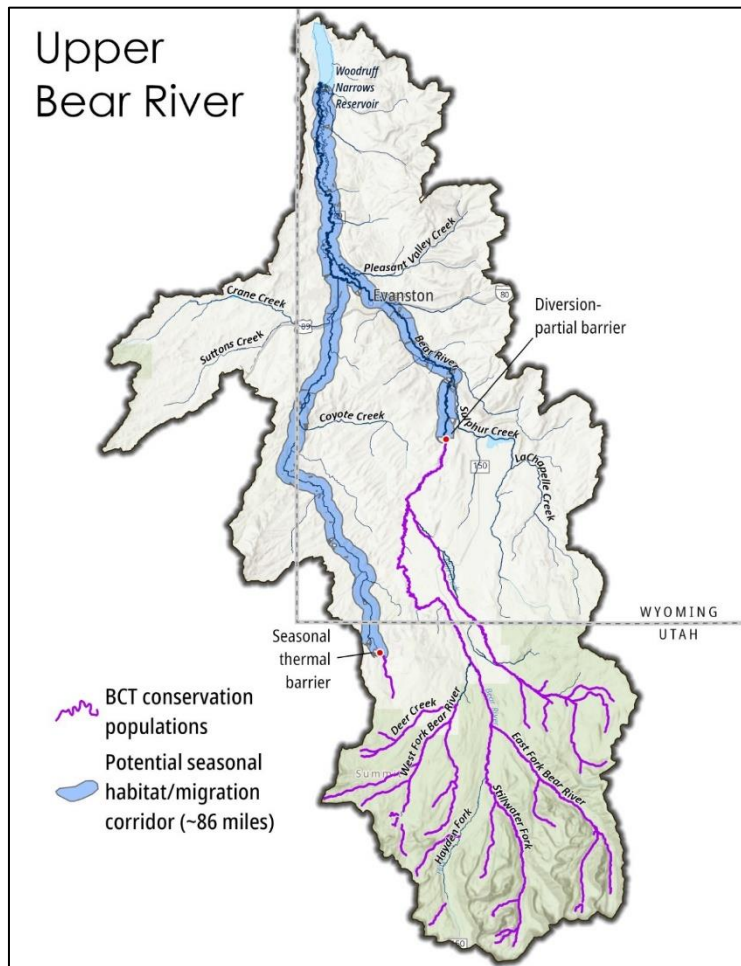 Upper
Bear River
Woodruff
Narrows
Reservoir
Pleasant Valley Creek
Evanston
80
Crane Creek
89
Suttons Creek
Diversion-
partial barrier
Bear River
Coyote Creek
Sulphur Creek
150
LaChapelle Creek
WYOMING
UTAH
Seasonal
thermal
barrier
BCT conservation
populations
Potential seasonal
habitat/migration
corridor (~86 miles)
Deer Creek
West Fork Bear River
Bear River
East Fork Bear River
Summ
Stillwater Fork
Hayden Fork